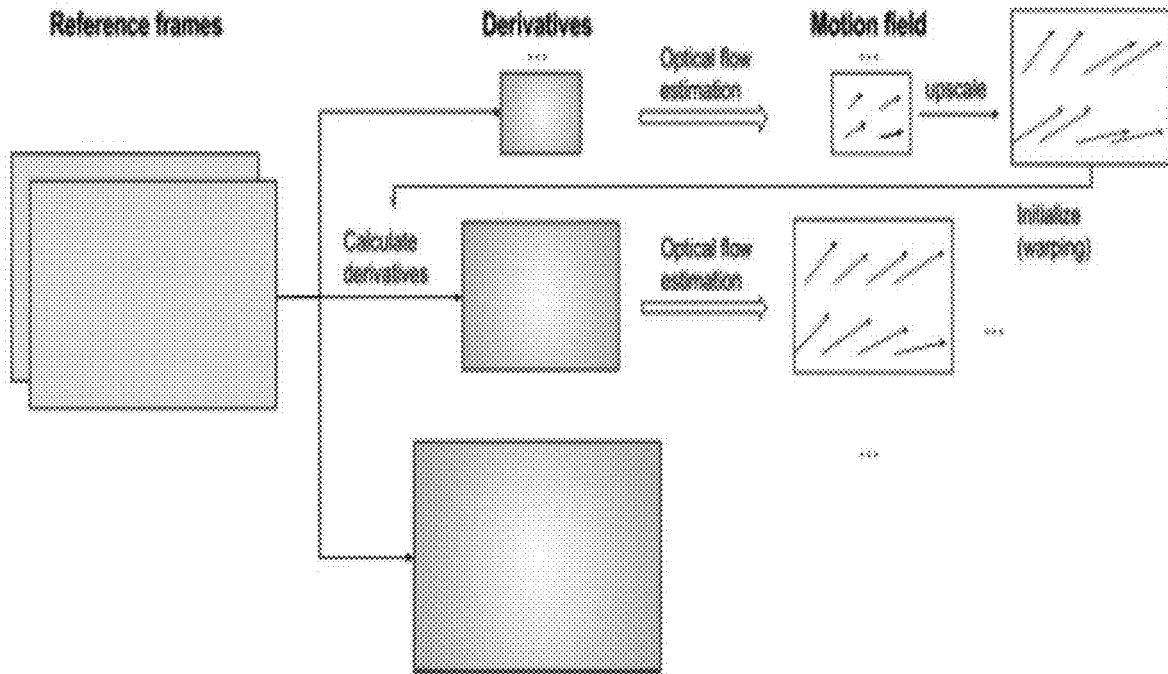 Reference frames
Derivatives
Motion field
...
...
Optical flow
estimation
upscale
......
Calculate
derivatives
Optical flow
estimation
Initialize
(warping)
...
...